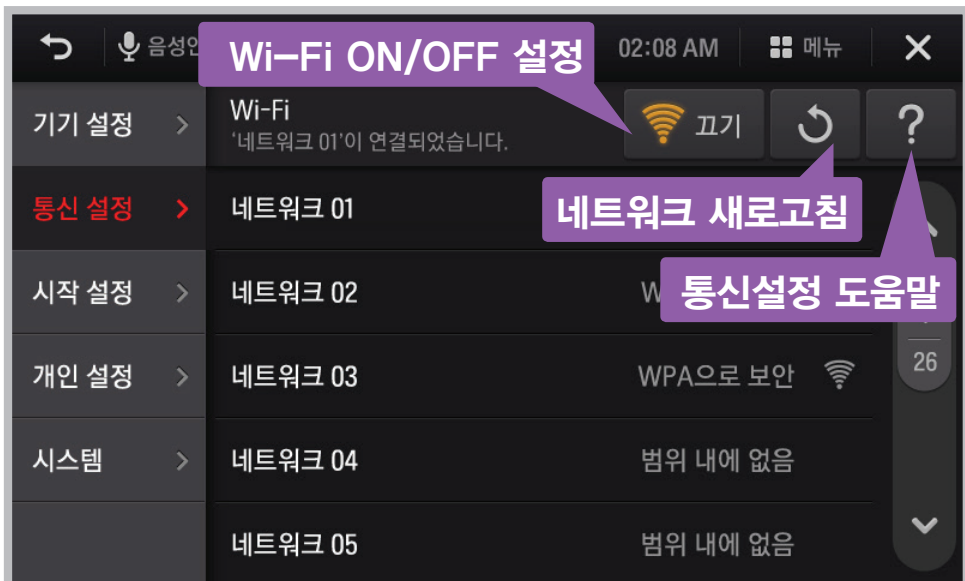 음성인
Wi-Fi ON/OFF 설정
02:08 AM
메뉴
기기 설정
Wi-Fi
'네트워크 01'이 연결되었습니다.
끄기
?
통신 설정
네트워크 01
네트워크 새로고침
시작 설정
네트워크 02
통신설정 도움말
개인 설정
네트워크 03
WPA으로 보안
26
시스템
네트워크 04
범위 내에 없음
네트워크 05
범위 내에 없음